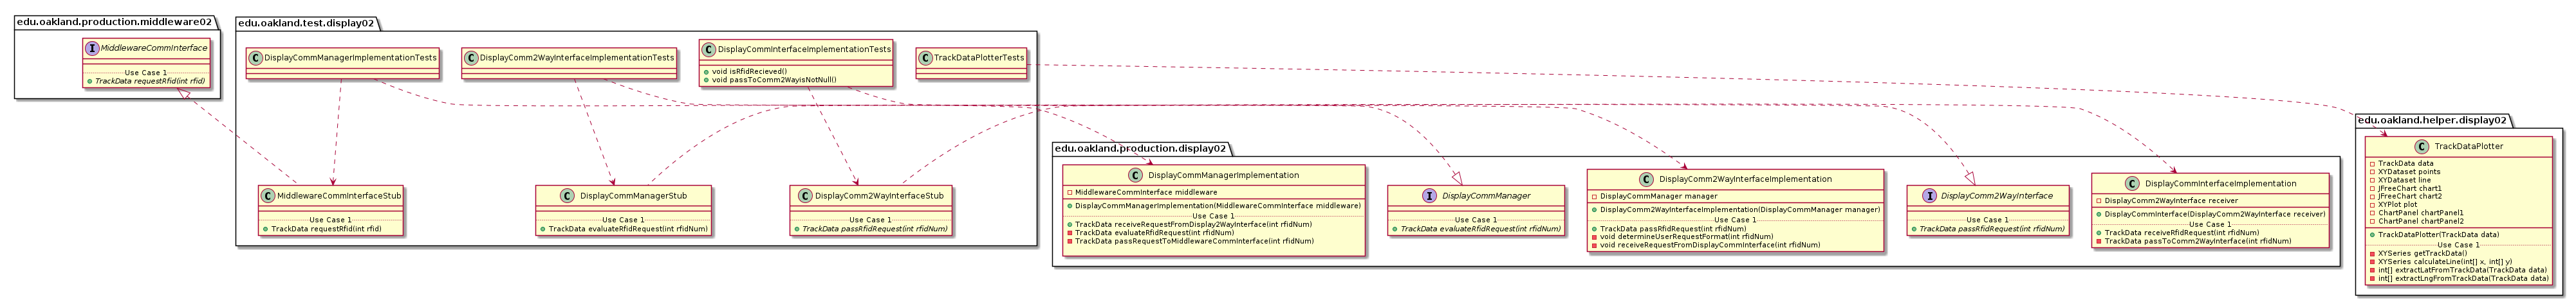 edu.oakland.production.middleware02
I MiddlewareCommInterface
Use Case 1
TrackData requestRfid(int rfid)
edu.oakland.test.display02
C DisplayCommManagerImplementationTests
C DisplayComm2WayInterfaceImplementationTests
C DisplayCommInterfaceImplementationTests
void isRfidRecieved()
void passToComm2WayisNotNull()
C TrackDataPlotterTests
C MiddlewareCommInterfaceStub
Use Case 1
TrackData requestRfid(int rfid)
C DisplayCommManagerStub
Use Case 1
TrackData evaluateRfidRequest(int rfidNum)
C DisplayComm2WayInterfaceStub
Use Case 1
TrackData passRfidRequest(int rfidNum)
edu.oakland.production.display02
C DisplayCommManagerImplementation
MiddlewareCommInterface middleware
DisplayCommManagerImplementation(MiddlewareCommInterface middleware)
Use Case 1
TrackData receiveRequestFromDisplay2WayInterface(int rfidNum)
TrackData evaluateRfidRequest(int rfidNum)
TrackData passRequestToMiddlewareCommInterface(int rfidNum)
I DisplayCommManager
Use Case 1
TrackData evaluateRfidRequest(int rfidNum)
C DisplayComm2WayInterfaceImplementation
DisplayCommManager manager
DisplayComm2WayInterfaceImplementation(DisplayCommManager manager)
Use Case 1
TrackData passRfidRequest(int rfidNum)
void determineUserRequestFormat(int rfidNum)
void receiveRequestFromDisplayCommInterface(int rfidNum)
I DisplayComm2WayInterface
Use Case 1
TrackData passRfidRequest(int rfidNum)
C DisplayCommInterfaceImplementation
DisplayComm2WayInterface receiver
DisplayCommInterface(DisplayComm2WayInterface receiver)
Use Case 1
TrackData receiveRfidRequest(int rfidNum)
TrackData passToComm2WayInterface(int rfidNum)
edu.oakland.helper.display02
C TrackDataPlotter
TrackData data
XYDataset points
XYDataset line
JFreeChart chart1
JFreeChart chart2
XYPlot plot
ChartPanel chartPanel1
ChartPanel chartPanel2
TrackDataPlotter(TrackData data)
Use Case 1
XYSeries getTrackData()
XYSeries calculateLine(int[] x, int[] y)
int[] extractLatFromTrackData(TrackData data)
int[] extractLngFromTrackData(TrackData data)